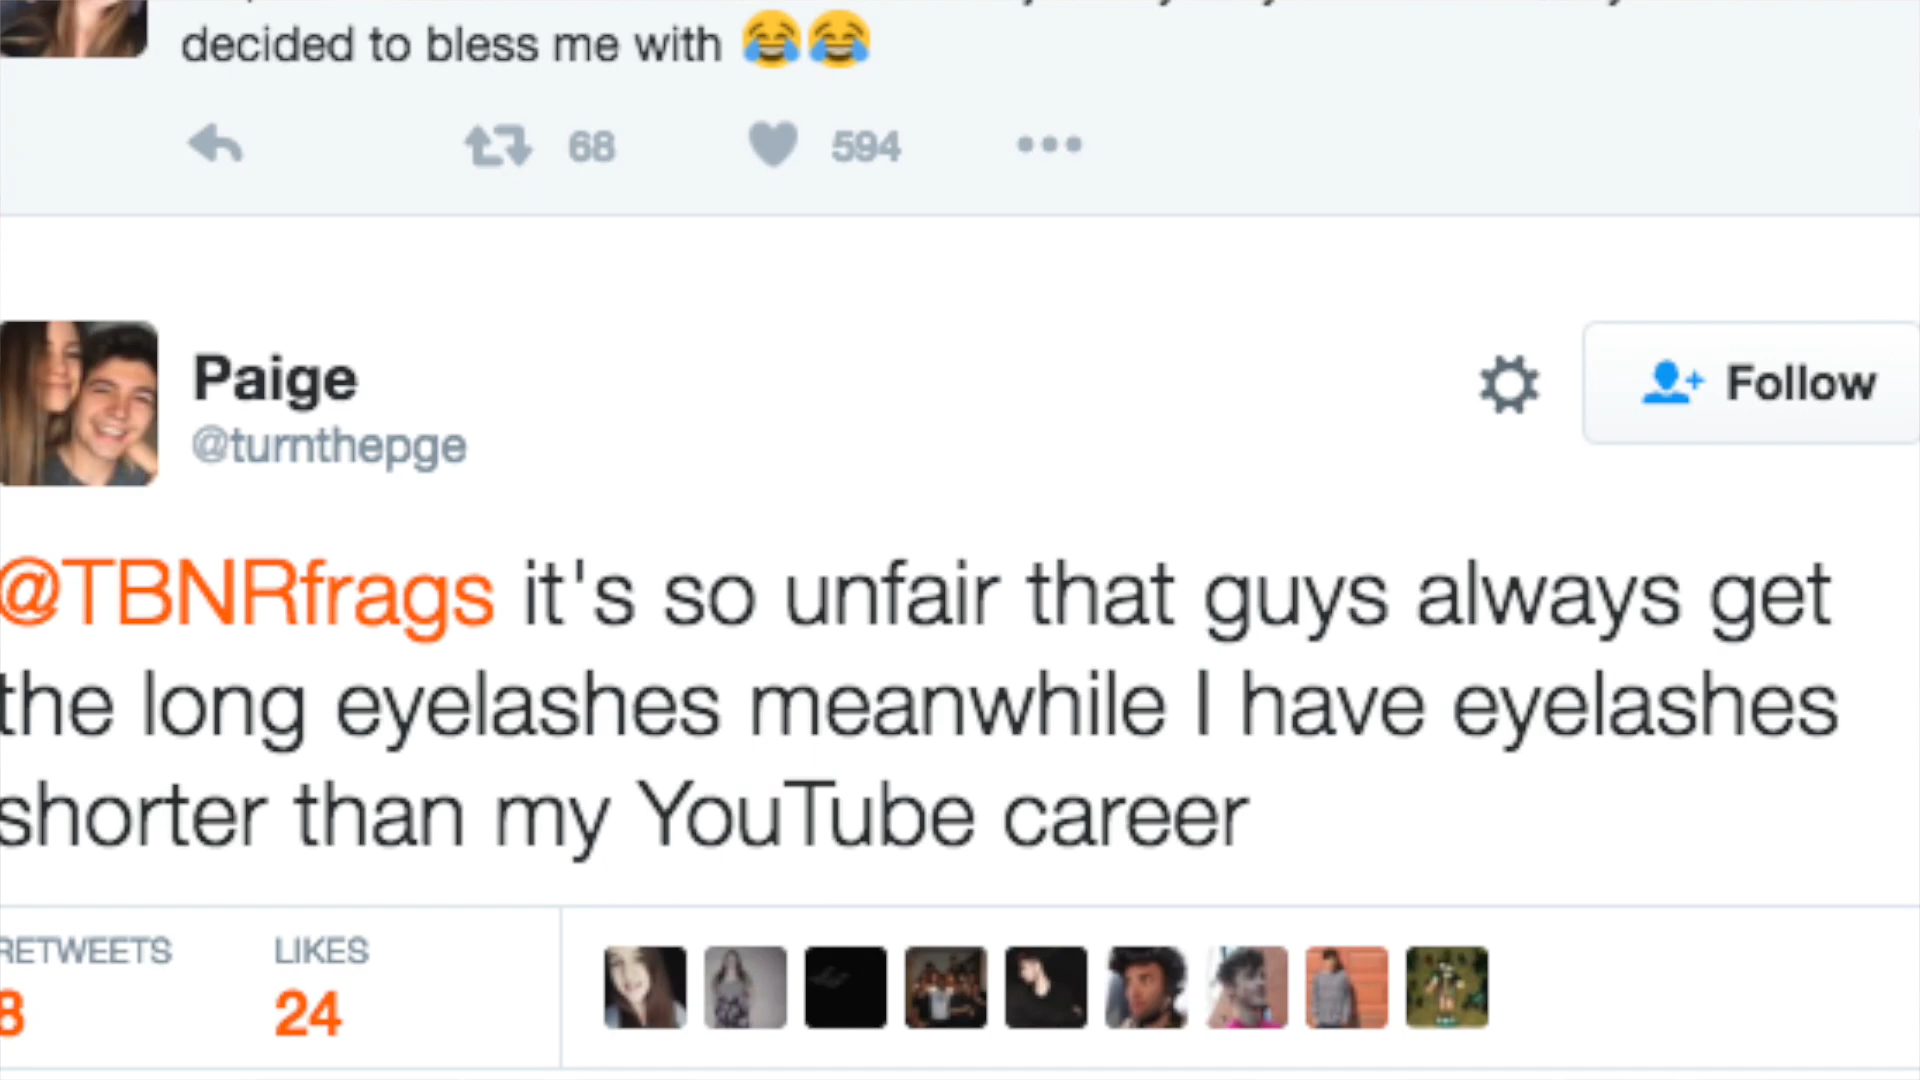 decided to bless me with 😂😂
68 594
Paige
@turnthepge
Follow
@TBNRfrags it's so unfair that guys always get
the long eyelashes meanwhile I have eyelashes
shorter than my YouTube career
RETWEETS LIKES
8 24